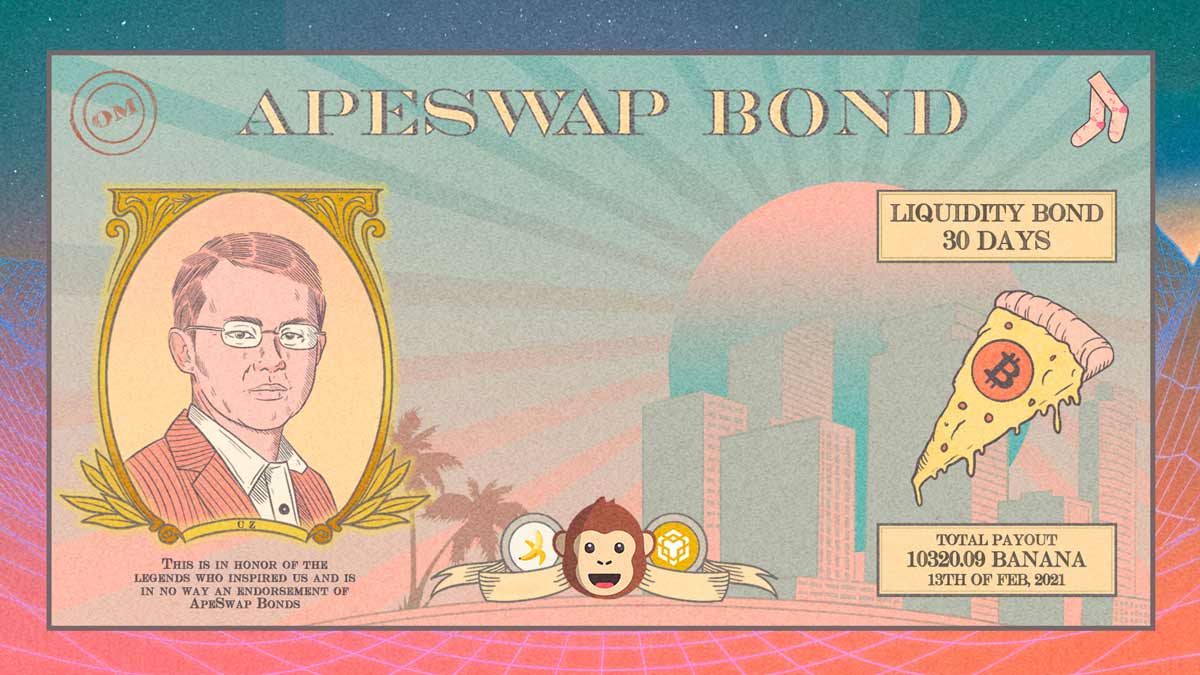 OM
APESWAP BOND
LIQUIDITY BOND
30 DAYS
UZ
THIS IS IN HONOR OF THE
LEGENDS WHO INSPIRED US AND IS
IN NO WAY AN ENDORSEMENT OF
APESWAP BONDS
TOTAL PAYOUT
10320.09 BANANA
13TH OF FEB, 2021